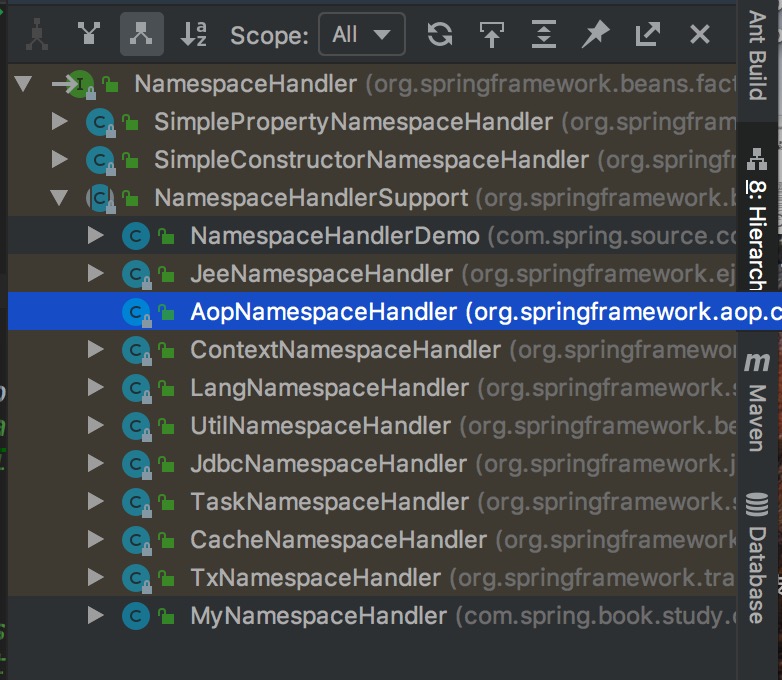 Scope: All
NamespaceHandler (org.springframework.beans.fact
SimplePropertyNamespaceHandler (org.springfram
SimpleConstructorNamespaceHandler (org.spring
NamespaceHandlerSupport (org.springframework.b
NamespaceHandlerDemo (com.spring.source.co
JeeNamespaceHandler (org.springframework.ej
AopNamespaceHandler (org.springframework.aop.c
ContextNamespaceHandler (org.springframewor
LangNamespaceHandler (org.springframework.s
UtilNamespaceHandler (org.springframework.be
JdbcNamespaceHandler (org.springframework.j
TaskNamespaceHandler (org.springframework.s
CacheNamespaceHandler (org.springframework
TxNamespaceHandler (org.springframework.tra
MyNamespaceHandler (com.spring.book.study.
Ant Build
8: Hierarch
Maven
Database